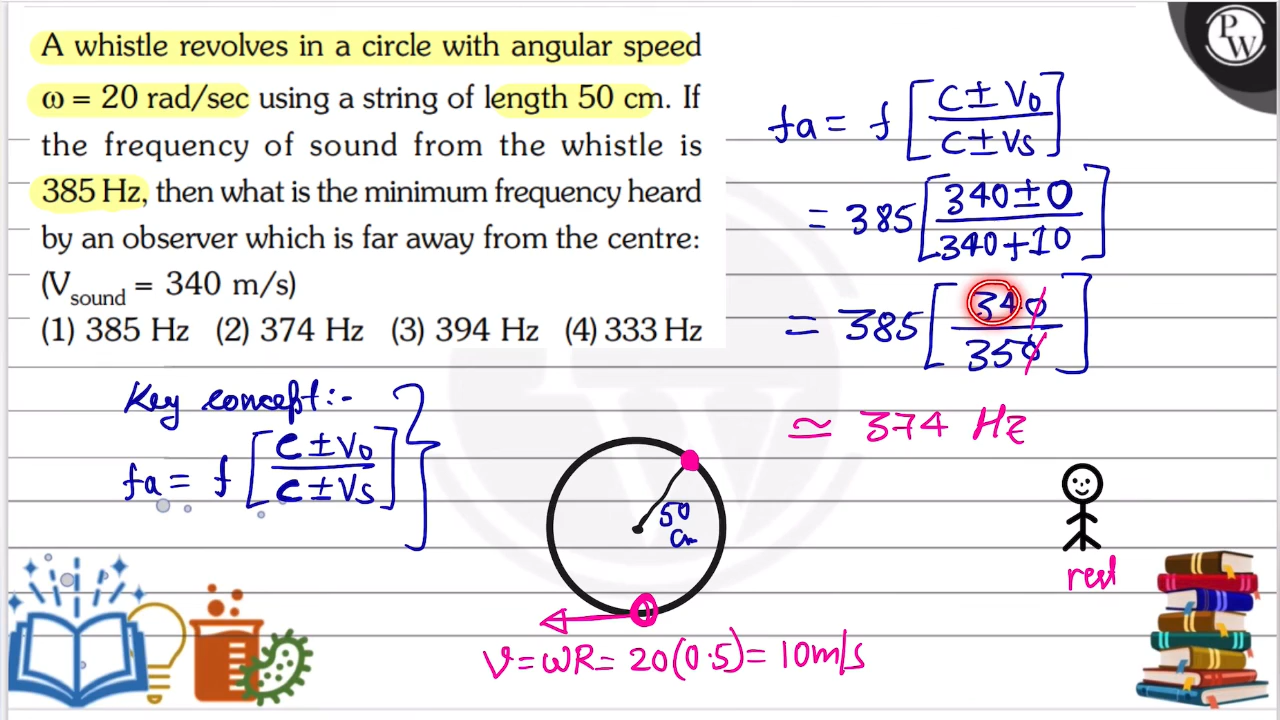 A whistle revolves in a circle with angular speed
ω = 20 rad/sec using a string of length 50 cm. If
the frequency of sound from the whistle is
385 Hz, then what is the minimum frequency heard
by an observer which is far away from the centre:
(V_sound = 340 m/s)
(1) 385 Hz (2) 374 Hz (3) 394 Hz (4) 333 Hz
Key concept:-
fa = f [C ± Vo / C ± Vs]
fa = f [C ± Vo / C ± Vs]
= 385 [340 ± 0 / 340 + 10]
= 385 [340 / 350]
≃ 374 Hz
50
cm
rest
V = ωR = 20(0.5) = 10m/s
PW